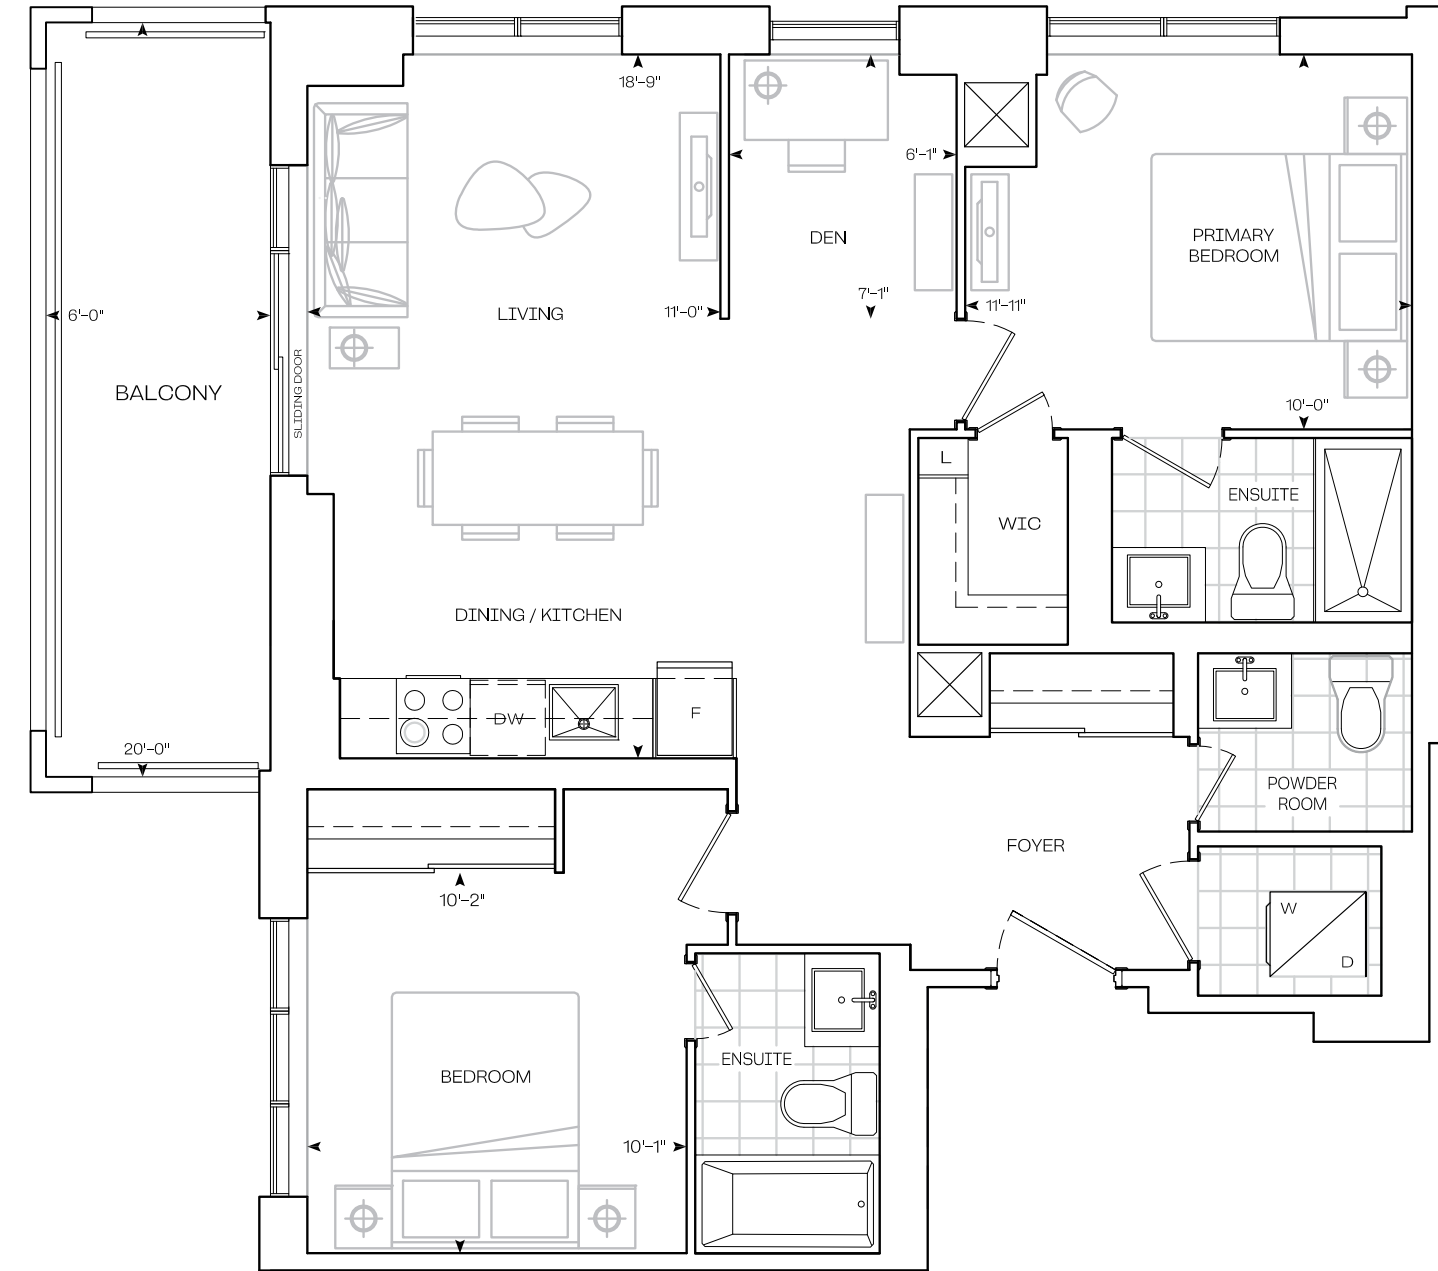 18'-9"
6'-1"
DEN
PRIMARY
BEDROOM
7'-1"
11'-11"
6'-0"
LIVING
11'-0"
SLIDING DOOR
BALCONY
10'-0"
L
ENSUITE
WIC
DINING / KITCHEN
DW
F
20'-0"
POWDER
ROOM
FOYER
10'-2"
W
D
ENSUITE
BEDROOM
10'-1"